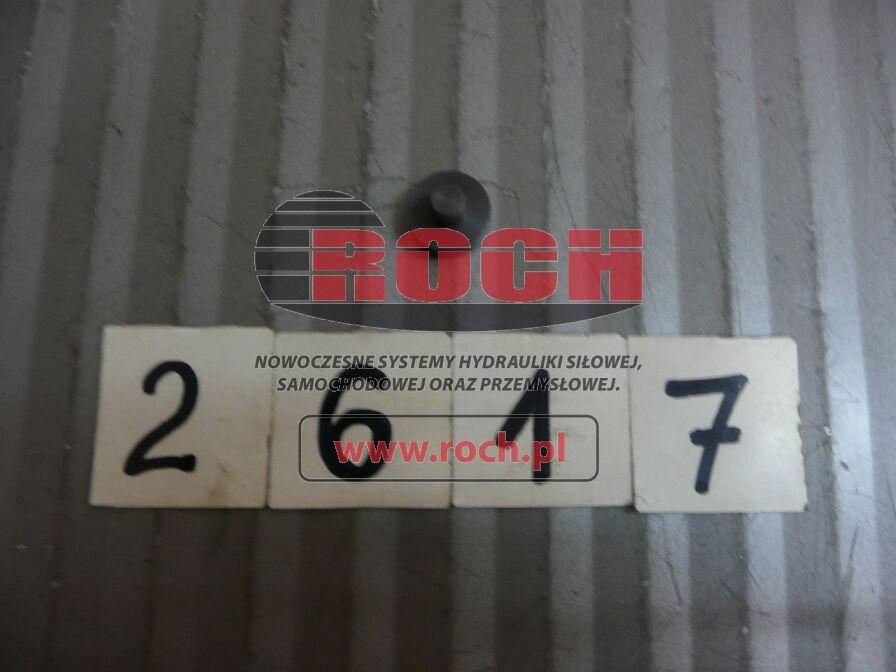 ROCH
NOWOCZESNE SYSTEMY HYDRAULIKI SIŁOWEJ,
SAMOCHODOWEJ ORAZ PRZEMYSŁOWEJ.
2 6 1 7
www.roch.pl